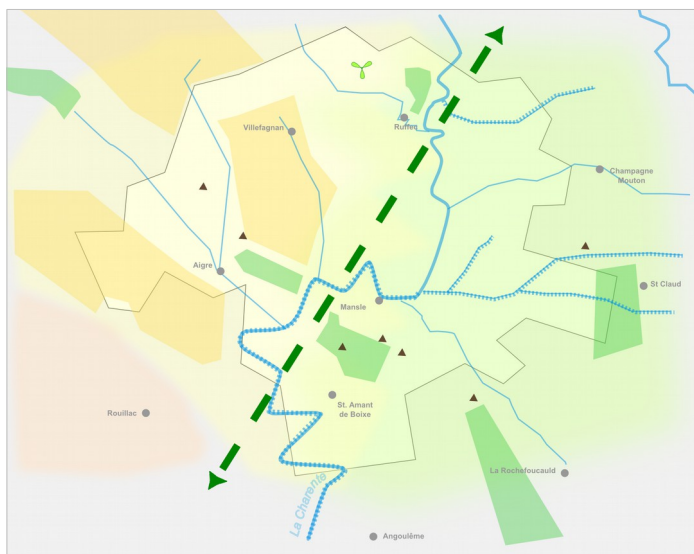 Ruffec
Villefagnan
Champagne
Mouton
Aigre
St Claud
Mansle
St. Amant
de Boixe
Rouillac
La Rochefoucauld
La Charente
Angoulême